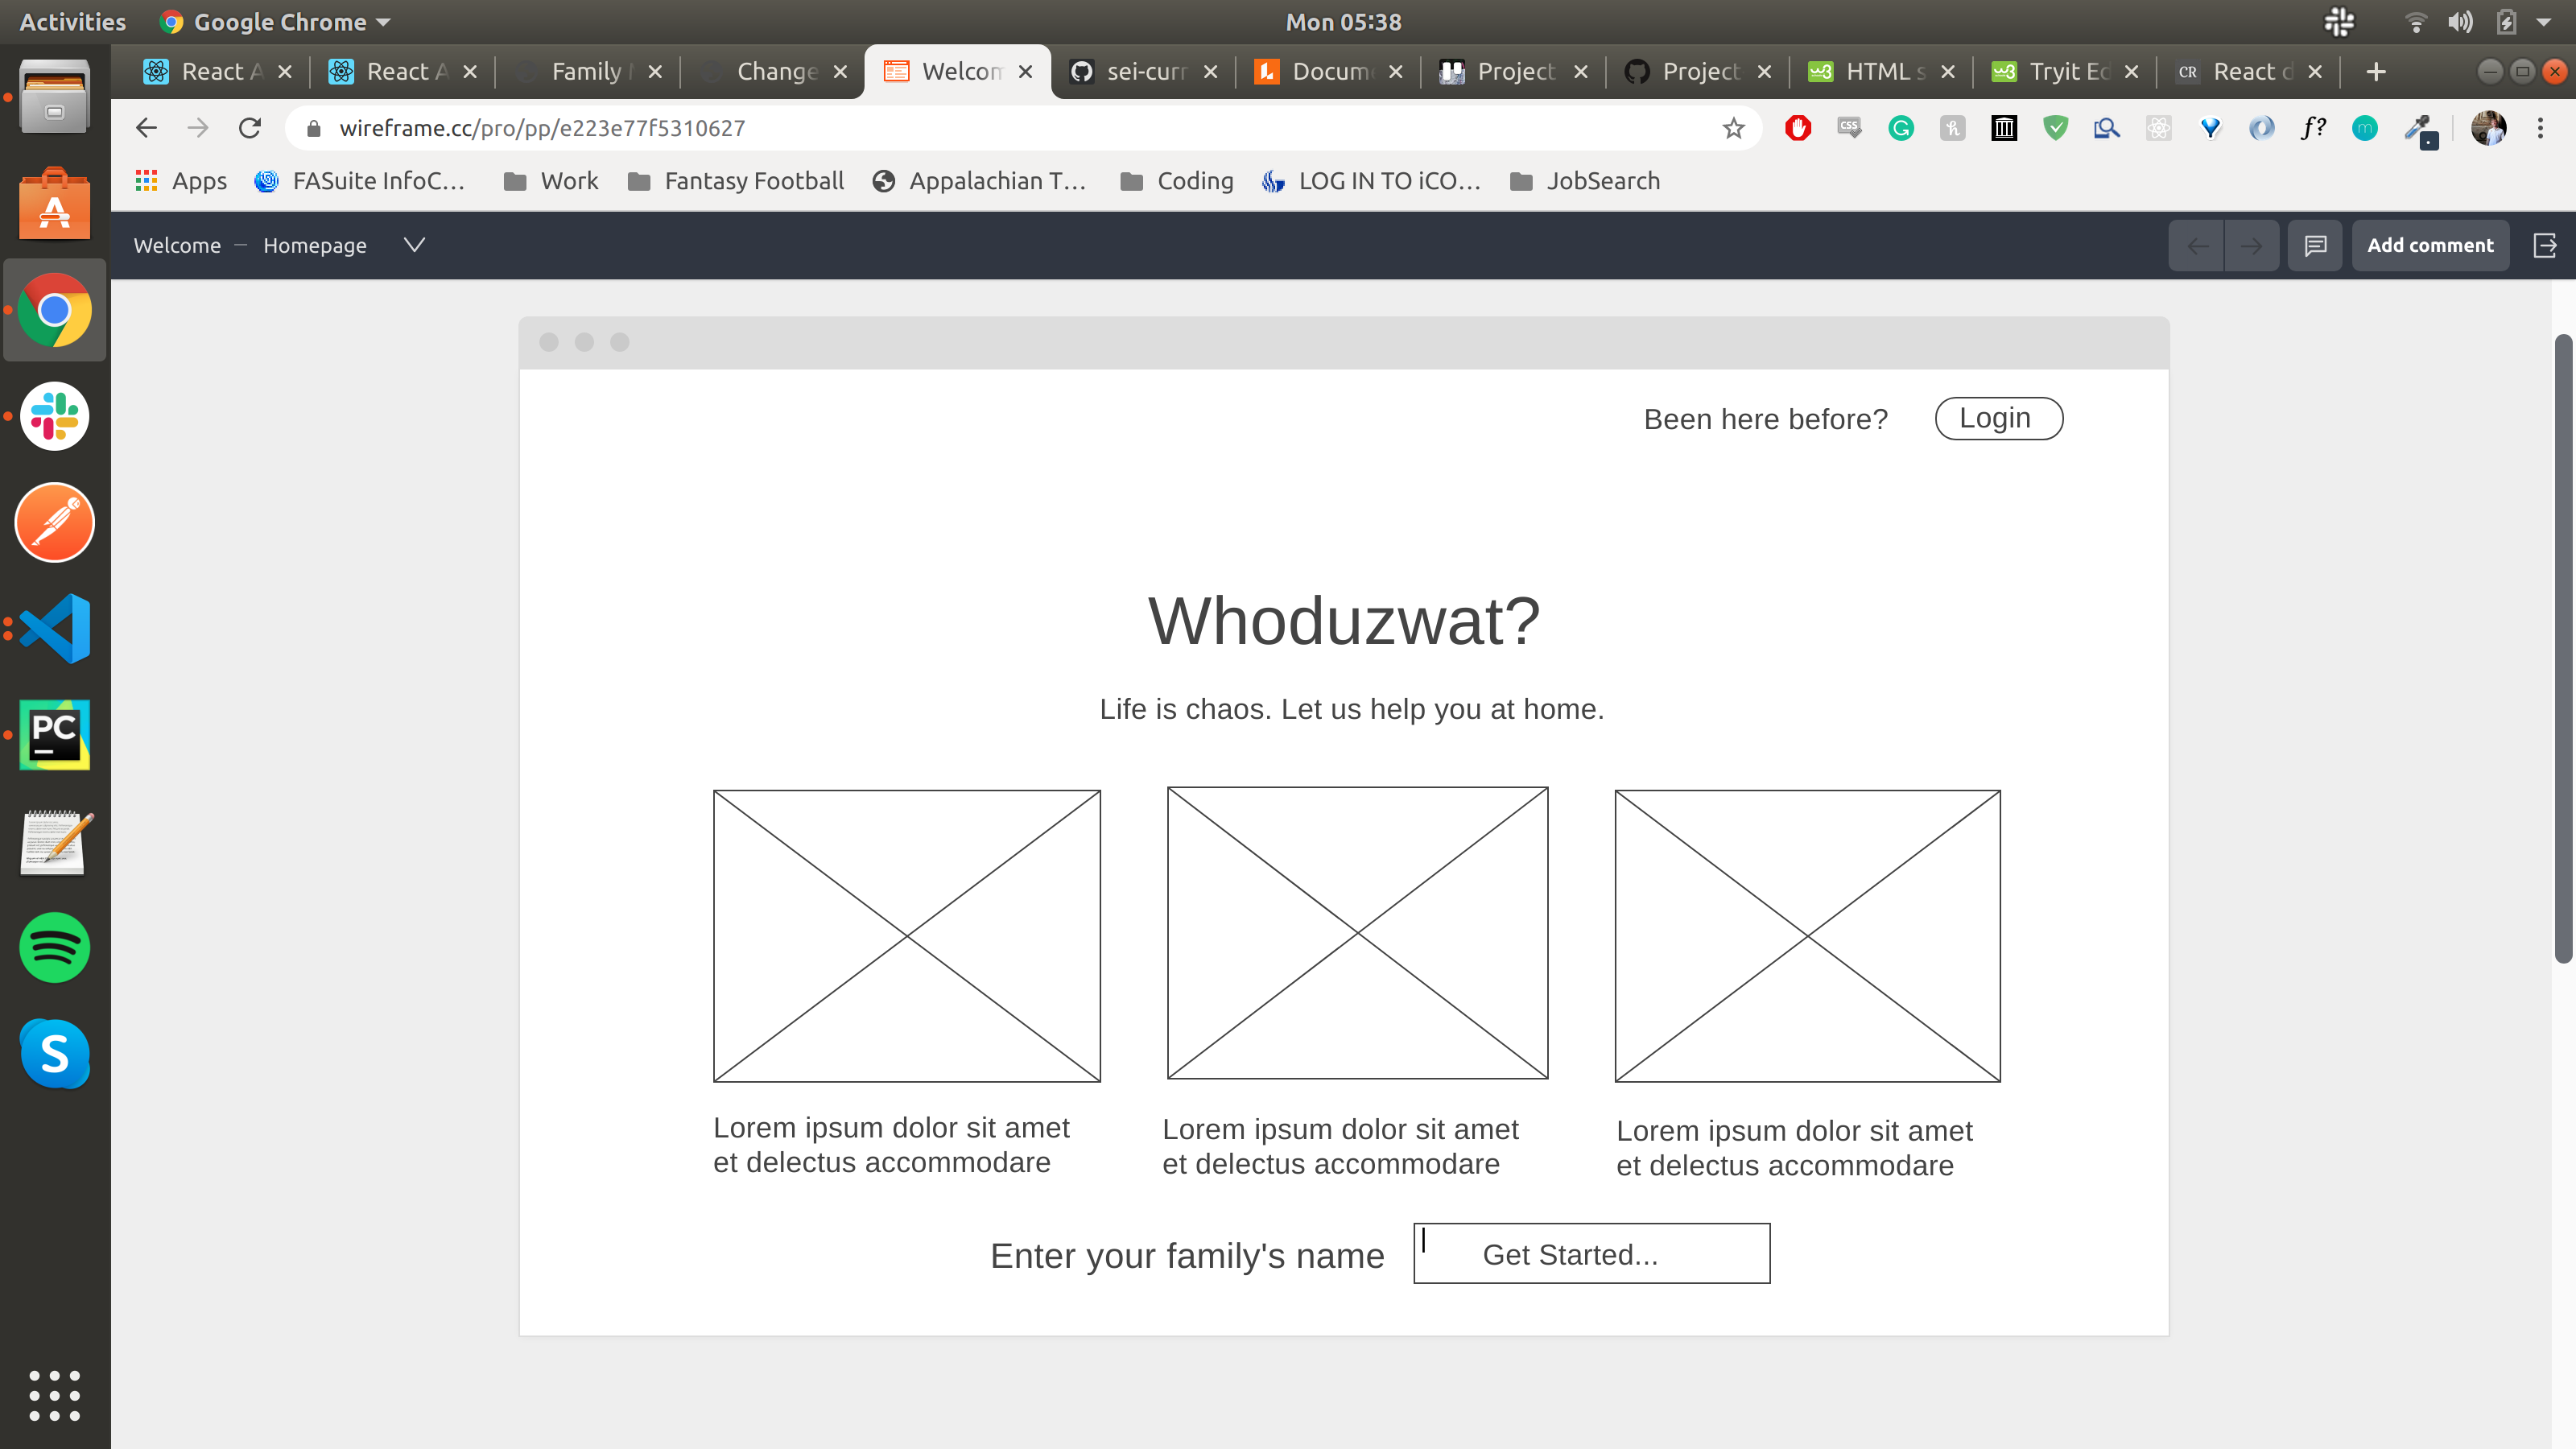 Activities Google Chrome Mon 05:38
React A React A Family Change Welcom sei-curr Docume Project Project HTML s Tryit Ed React d
wireframe.cc/pro/pp/e223e77f5310627
Apps FASuite InfoC... Work Fantasy Football Appalachian T... Coding LOG IN TO iCO... JobSearch
Welcome – Homepage Add comment
Been here before? Login
Whoduzwat?
Life is chaos. Let us help you at home.
Lorem ipsum dolor sit amet
et delectus accommodare
Lorem ipsum dolor sit amet
et delectus accommodare
Lorem ipsum dolor sit amet
et delectus accommodare
Enter your family's name Get Started...